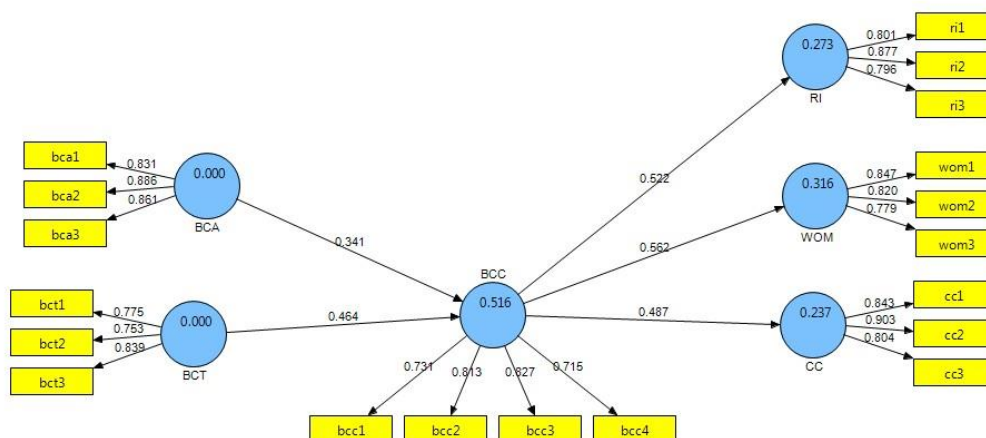 0.273
RI
0.801
0.877
0.796
ri1
ri2
ri3
bca1
bca2
bca3
0.831
0.886
0.861
0.000
BCA
0.341
0.522
0.316
WOM
0.847
0.820
0.779
wom1
wom2
wom3
0.562
bct1
bct2
bct3
0.775
0.753
0.839
0.000
BCT
0.464
BCC
0.516
0.487
0.237
CC
0.843
0.903
0.804
cc1
cc2
cc3
0.731
0.813
0.827
0.715
bcc1
bcc2
bcc3
bcc4